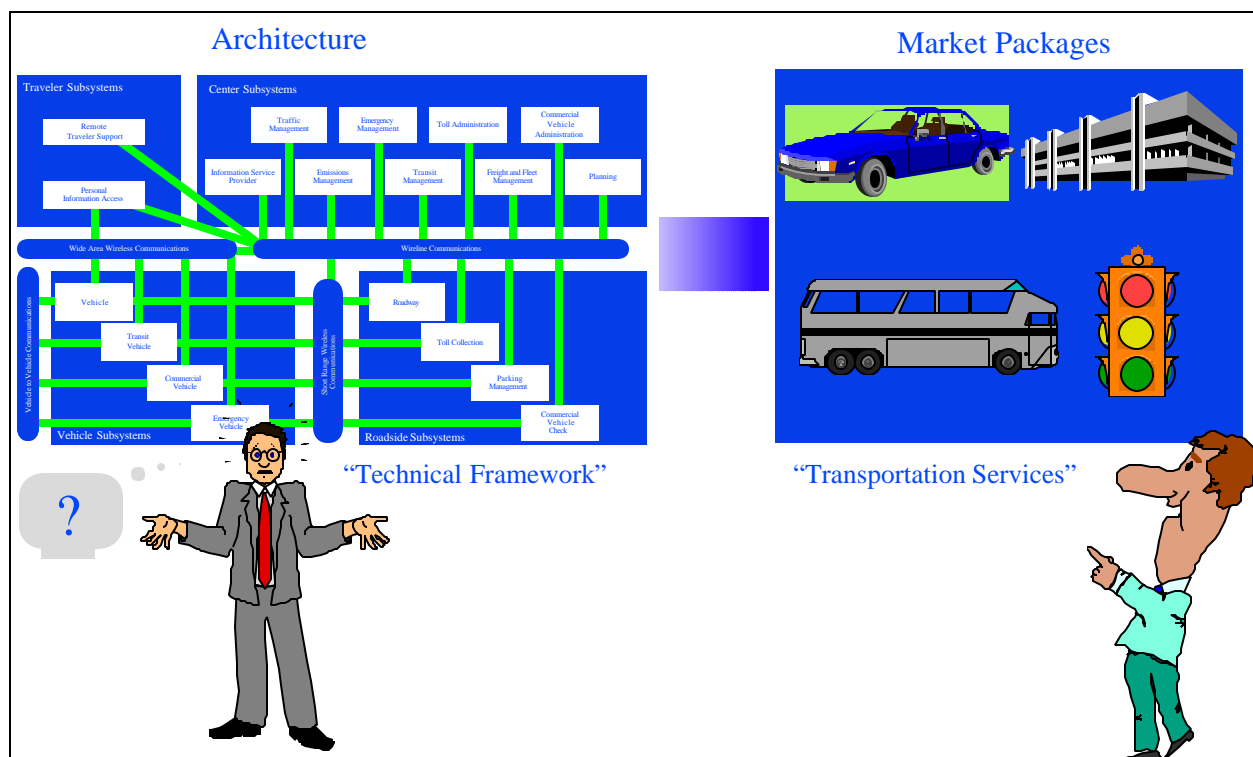 Architecture
Market Packages
Traveler Subsystems
Center Subsystems
Remote
Traveler Support
Personal
Information Access
Traffic
Management
Emergency
Management
Toll Administration
Commercial
Vehicle
Administration
Information Service
Provider
Emissions
Management
Transit
Management
Freight and Fleet
Management
Planning
Wide Area Wireless Communications
Wireline Communications
Vehicle to Vehicle Communications
Vehicle
Transit
Vehicle
Commercial
Vehicle
Emergency
Vehicle
Vehicle Subsystems
Short Range Wireless
Communications
Roadway
Toll Collection
Parking
Management
Commercial
Vehicle
Check
Roadside Subsystems
“Technical Framework”
“Transportation Services”
?